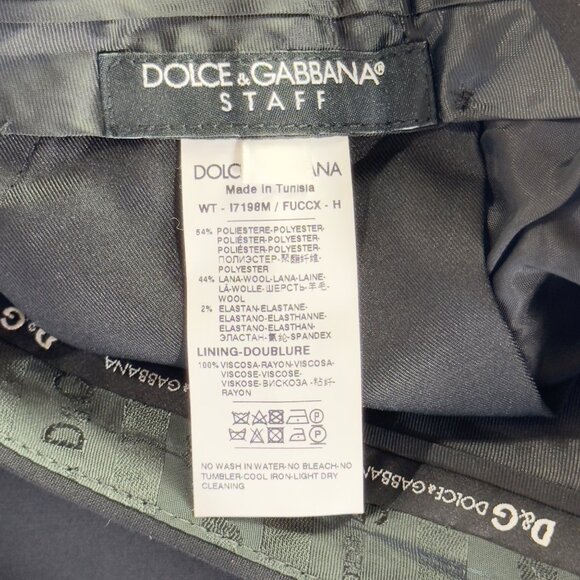 DOLCE & GABBANA®
STAFF
DOLC ANA
Made in Tunisia
WT - I7198M / FUCCX - H
54% POLIESTERE-POLYESTER-
POLIESTER-POLYESTER-
ПОЛИЭСТЕР-聚酯纤维-
POLYESTER
44% LANA-WOOL-LANA-LAINE-
LÃ-WOLLE-ШЕРСТЬ-羊毛-
WOOL
2% ELASTAN-ELASTANE-
ELASTANO-ELASTHANNE-
ELASTANO-ELASTHAN-
ЭЛАСТАН-氨纶-SPANDEX
LINING-DOUBLURE
100% VISCOSA-RAYON-VISCOSA-
VISCOSE-VISCOSE-
VISKOSE-ВИСКОЗА-粘纤-
RAYON
P
P
NO WASH IN WATER-NO BLEACH-NO
TUMBLER-COOL IRON-LIGHT DRY
CLEANING
D&G
DOLCE & GABBANA
D&G DOLCE & GABBANA